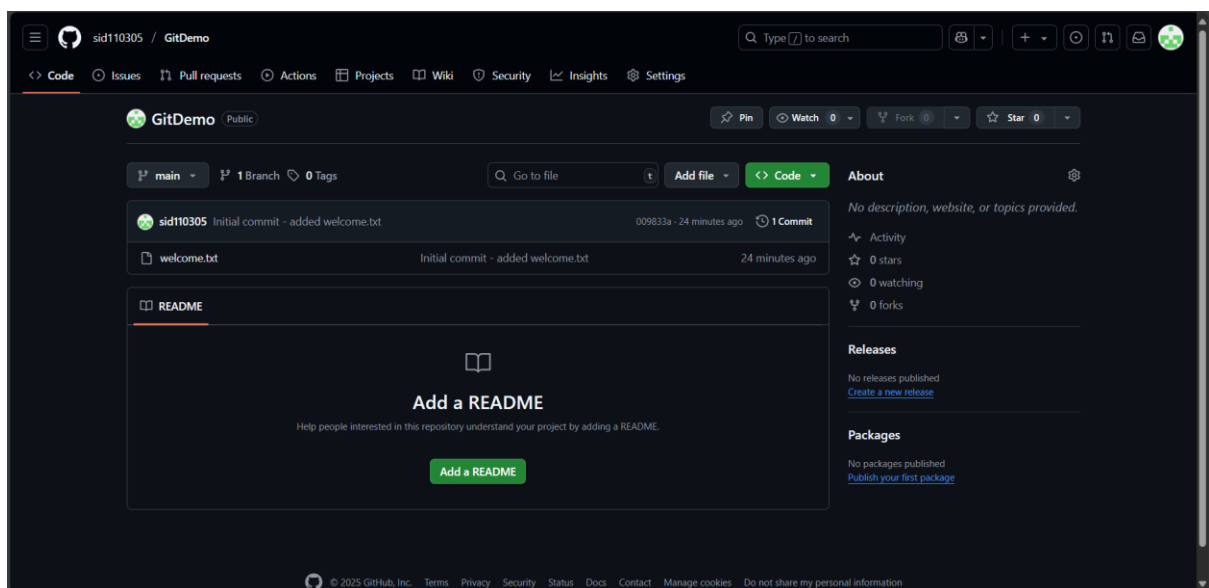 sid110305 / GitDemo
Type / to search
Code Issues Pull requests Actions Projects Wiki Security Insights Settings
GitDemo Public
Pin Watch 0 Fork 0 Star 0
main 1 Branch 0 Tags Go to file t Add file Code
About
No description, website, or topics provided.
sid110305 Initial commit - added welcome.txt 009833a · 24 minutes ago 1 Commit
welcome.txt Initial commit - added welcome.txt 24 minutes ago
Activity
0 stars
0 watching
0 forks
README
Add a README
Help people interested in this repository understand your project by adding a README.
Add a README
Releases
No releases published
Create a new release
Packages
No packages published
Publish your first package
© 2025 GitHub, Inc. Terms Privacy Security Status Docs Contact Manage cookies Do not share my personal information